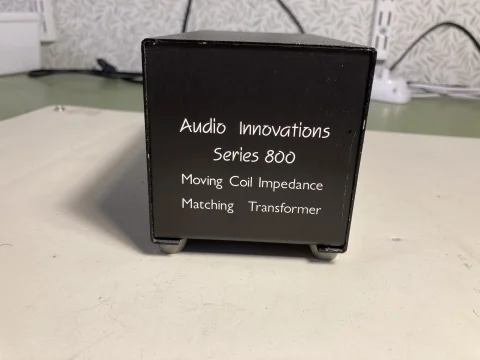 Audio Innovations
Series 800
Moving Coil Impedance
Matching Transformer